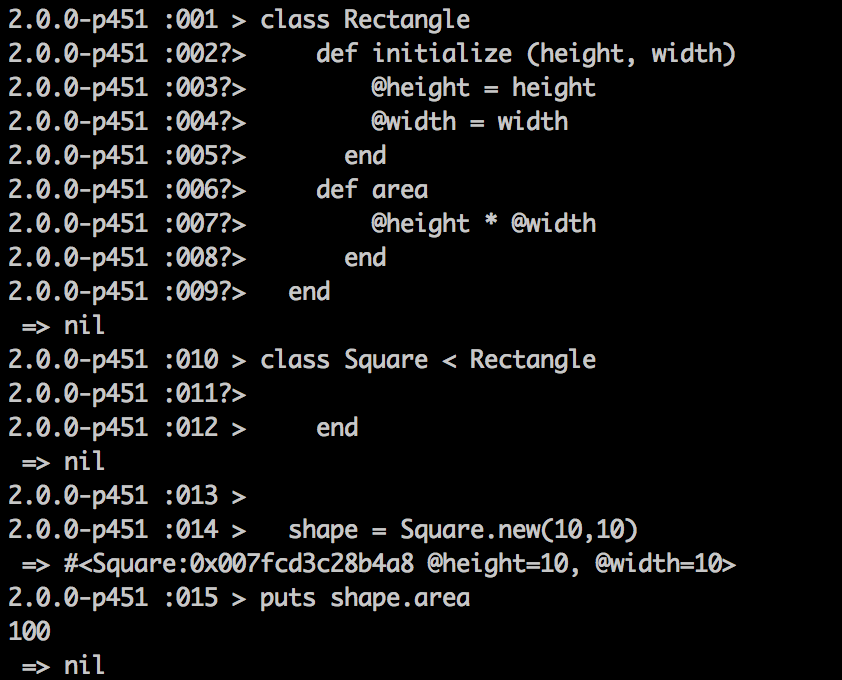 2.0.0-p451 :001 > class Rectangle
2.0.0-p451 :002?>     def initialize (height, width)
2.0.0-p451 :003?>         @height = height
2.0.0-p451 :004?>         @width = width
2.0.0-p451 :005?>       end
2.0.0-p451 :006?>     def area
2.0.0-p451 :007?>         @height * @width
2.0.0-p451 :008?>       end
2.0.0-p451 :009?>   end
 => nil
2.0.0-p451 :010 > class Square < Rectangle
2.0.0-p451 :011?>
2.0.0-p451 :012 >     end
 => nil
2.0.0-p451 :013 >
2.0.0-p451 :014 >   shape = Square.new(10,10)
 => #<Square:0x007fcd3c28b4a8 @height=10, @width=10>
2.0.0-p451 :015 > puts shape.area
100
 => nil